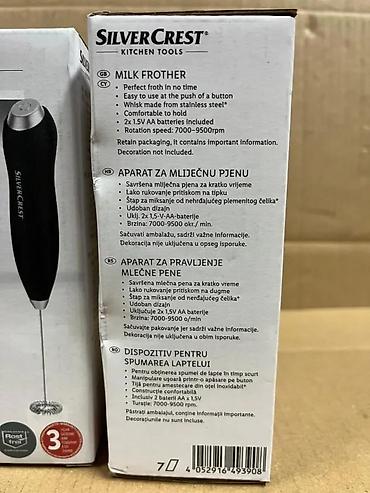 SILVERCREST®
KITCHEN TOOLS
GB CY MILK FROTHER
• Perfect froth in no time
• Easy to use at the push of a button
• Whisk made from stainless steel*
• Comfortable to hold
• 2x 1,5V AA batteries included
• Rotation speed: 7000–9500rpm
Retain packaging, it contains important information.
Decoration not included.
HR APARAT ZA MLIJEČNU PJENU
• Savršena mliječna pjena za kratko vrijeme
• Lako rukovanje pritiskom na tipku
• Štap za miksanje od nehrđajućeg plemenitog čelika*
• Udoban dizajn
• Uklj. 2x 1,5-V-AA-baterije
• Brzina: 7000-9500 okr./ min.
Sačuvati ambalažu, sadrži važne informacije.
Dekoracija nije uključena u opseg isporuke.
RS APARAT ZA PRAVLJENJE
MLEČNE PENE
• Savršena mlečna pena za kratko vreme
• Lako rukovanje pritiskom na dugme
• Štap za miksanje od nerđajućeg čelika*
• Udoban dizajn
• Uključuje 2x 1,5V AA baterije
• Brzina: 7000-9500 o/min
Sačuvajte pakovanje jer sadrži važne informacije.
Dekoracija nije uključena u obim isporuke.
RO DISPOZITIV PENTRU
SPUMAREA LAPTELUI
• Pentru obținerea spumei de lapte în timp scurt
• Manipulare ușoară printr-o apăsare pe buton
• Tijă pentru amestecare din oțel inoxidabil*
• Construcție confortabilă
• Inclusiv 2 baterii AA x 1,5V
• Turație: 7000-9500 rpm.
Păstrați ambalajul, conține informații importante.
Decorațiunile nu sunt incluse.
7
4 052916 493908
SILVERCREST
Rost
frei
3